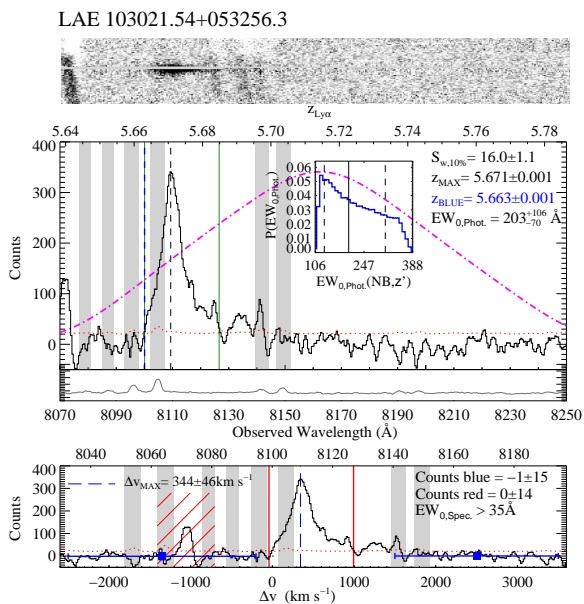 LAE 103021.54+053256.3
z_Lyα
5.64 5.66 5.68 5.70 5.72 5.74 5.76 5.78
S_w,10% = 16.0±1.1
z_MAX = 5.671±0.001
z_BLUE = 5.663±0.001
EW_0,Phot. = 203 +106 -70 Å
400
300
200
100
0
Counts
P(EW_0,Phot.)
0.06
0.05
0.04
0.03
0.02
0.01
0.00
106 247 388
EW_0,Phot.(NB,z')
8070 8090 8110 8130 8150 8170 8190 8210 8230 8250
Observed Wavelength (Å)
8040 8060 8080 8100 8120 8140 8160 8180
400
300
200
100
0
Counts
Δv_MAX = 344±46km s⁻¹
Counts blue = −1±15
Counts red = 0±14
EW_0,Spec. > 35Å
−2000 −1000 0 1000 2000 3000
Δv (km s⁻¹)